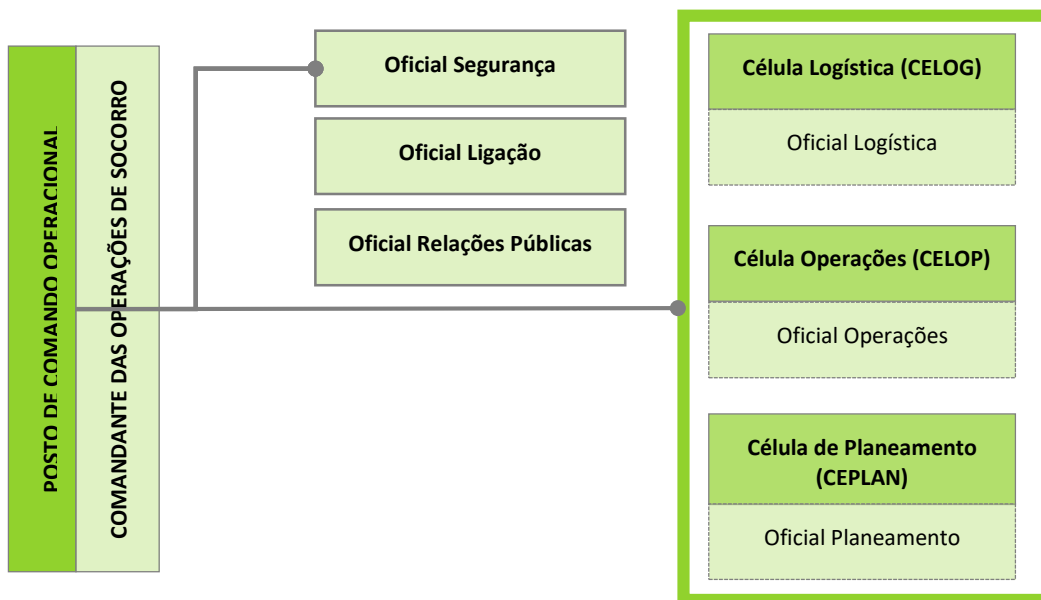 POSTO DE COMANDO OPERACIONAL
COMANDANTE DAS OPERAÇÕES DE SOCORRO
Oficial Segurança
Oficial Ligação
Oficial Relações Públicas
Célula Logística (CELOG)
Oficial Logística
Célula Operações (CELOP)
Oficial Operações
Célula de Planeamento
(CEPLAN)
Oficial Planeamento